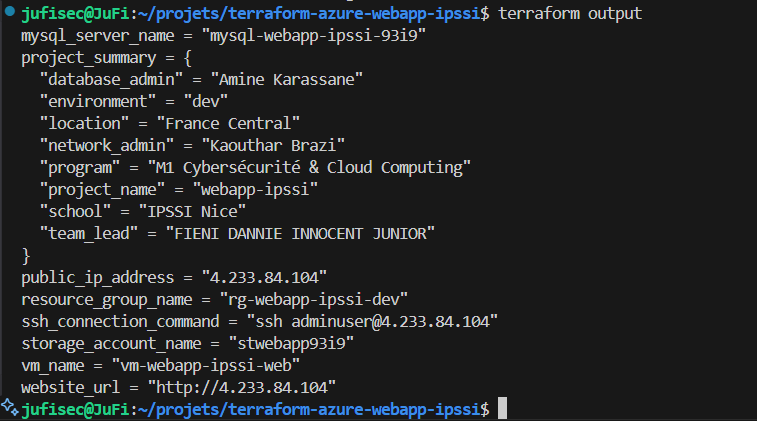 jufisec@JuFi:~/projets/terraform-azure-webapp-ipssi$ terraform output
mysql_server_name = "mysql-webapp-ipssi-93i9"
project_summary = {
  "database_admin" = "Amine Karassane"
  "environment" = "dev"
  "location" = "France Central"
  "network_admin" = "Kaouthar Brazi"
  "program" = "M1 Cybersécurité & Cloud Computing"
  "project_name" = "webapp-ipssi"
  "school" = "IPSSI Nice"
  "team_lead" = "FIENI DANNIE INNOCENT JUNIOR"
}
public_ip_address = "4.233.84.104"
resource_group_name = "rg-webapp-ipssi-dev"
ssh_connection_command = "ssh adminuser@4.233.84.104"
storage_account_name = "stwebapp93i9"
vm_name = "vm-webapp-ipssi-web"
website_url = "http://4.233.84.104"
jufisec@JuFi:~/projets/terraform-azure-webapp-ipssi$